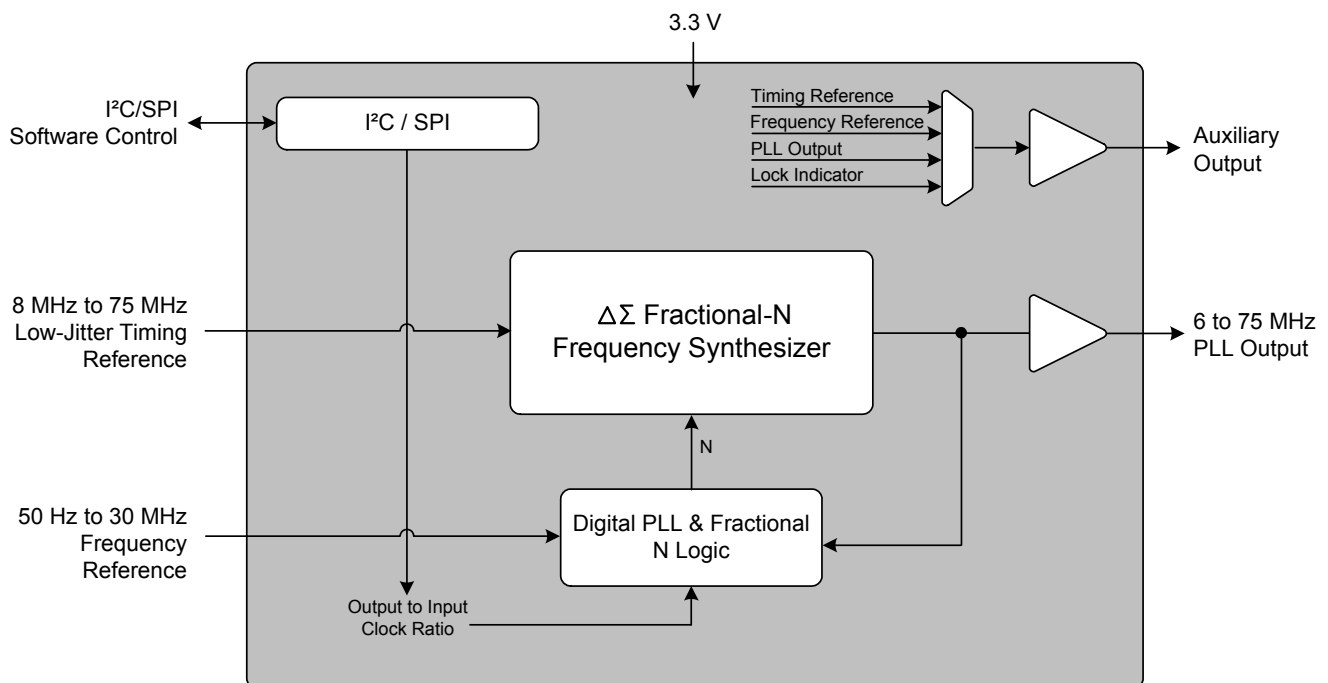 3.3 V
I²C/SPI
Software Control
I²C / SPI
Timing Reference
Frequency Reference
PLL Output
Lock Indicator
Auxiliary
Output
8 MHz to 75 MHz
Low-Jitter Timing
Reference
ΔΣ Fractional-N
Frequency Synthesizer
6 to 75 MHz
PLL Output
N
50 Hz to 30 MHz
Frequency
Reference
Digital PLL & Fractional
N Logic
Output to Input
Clock Ratio